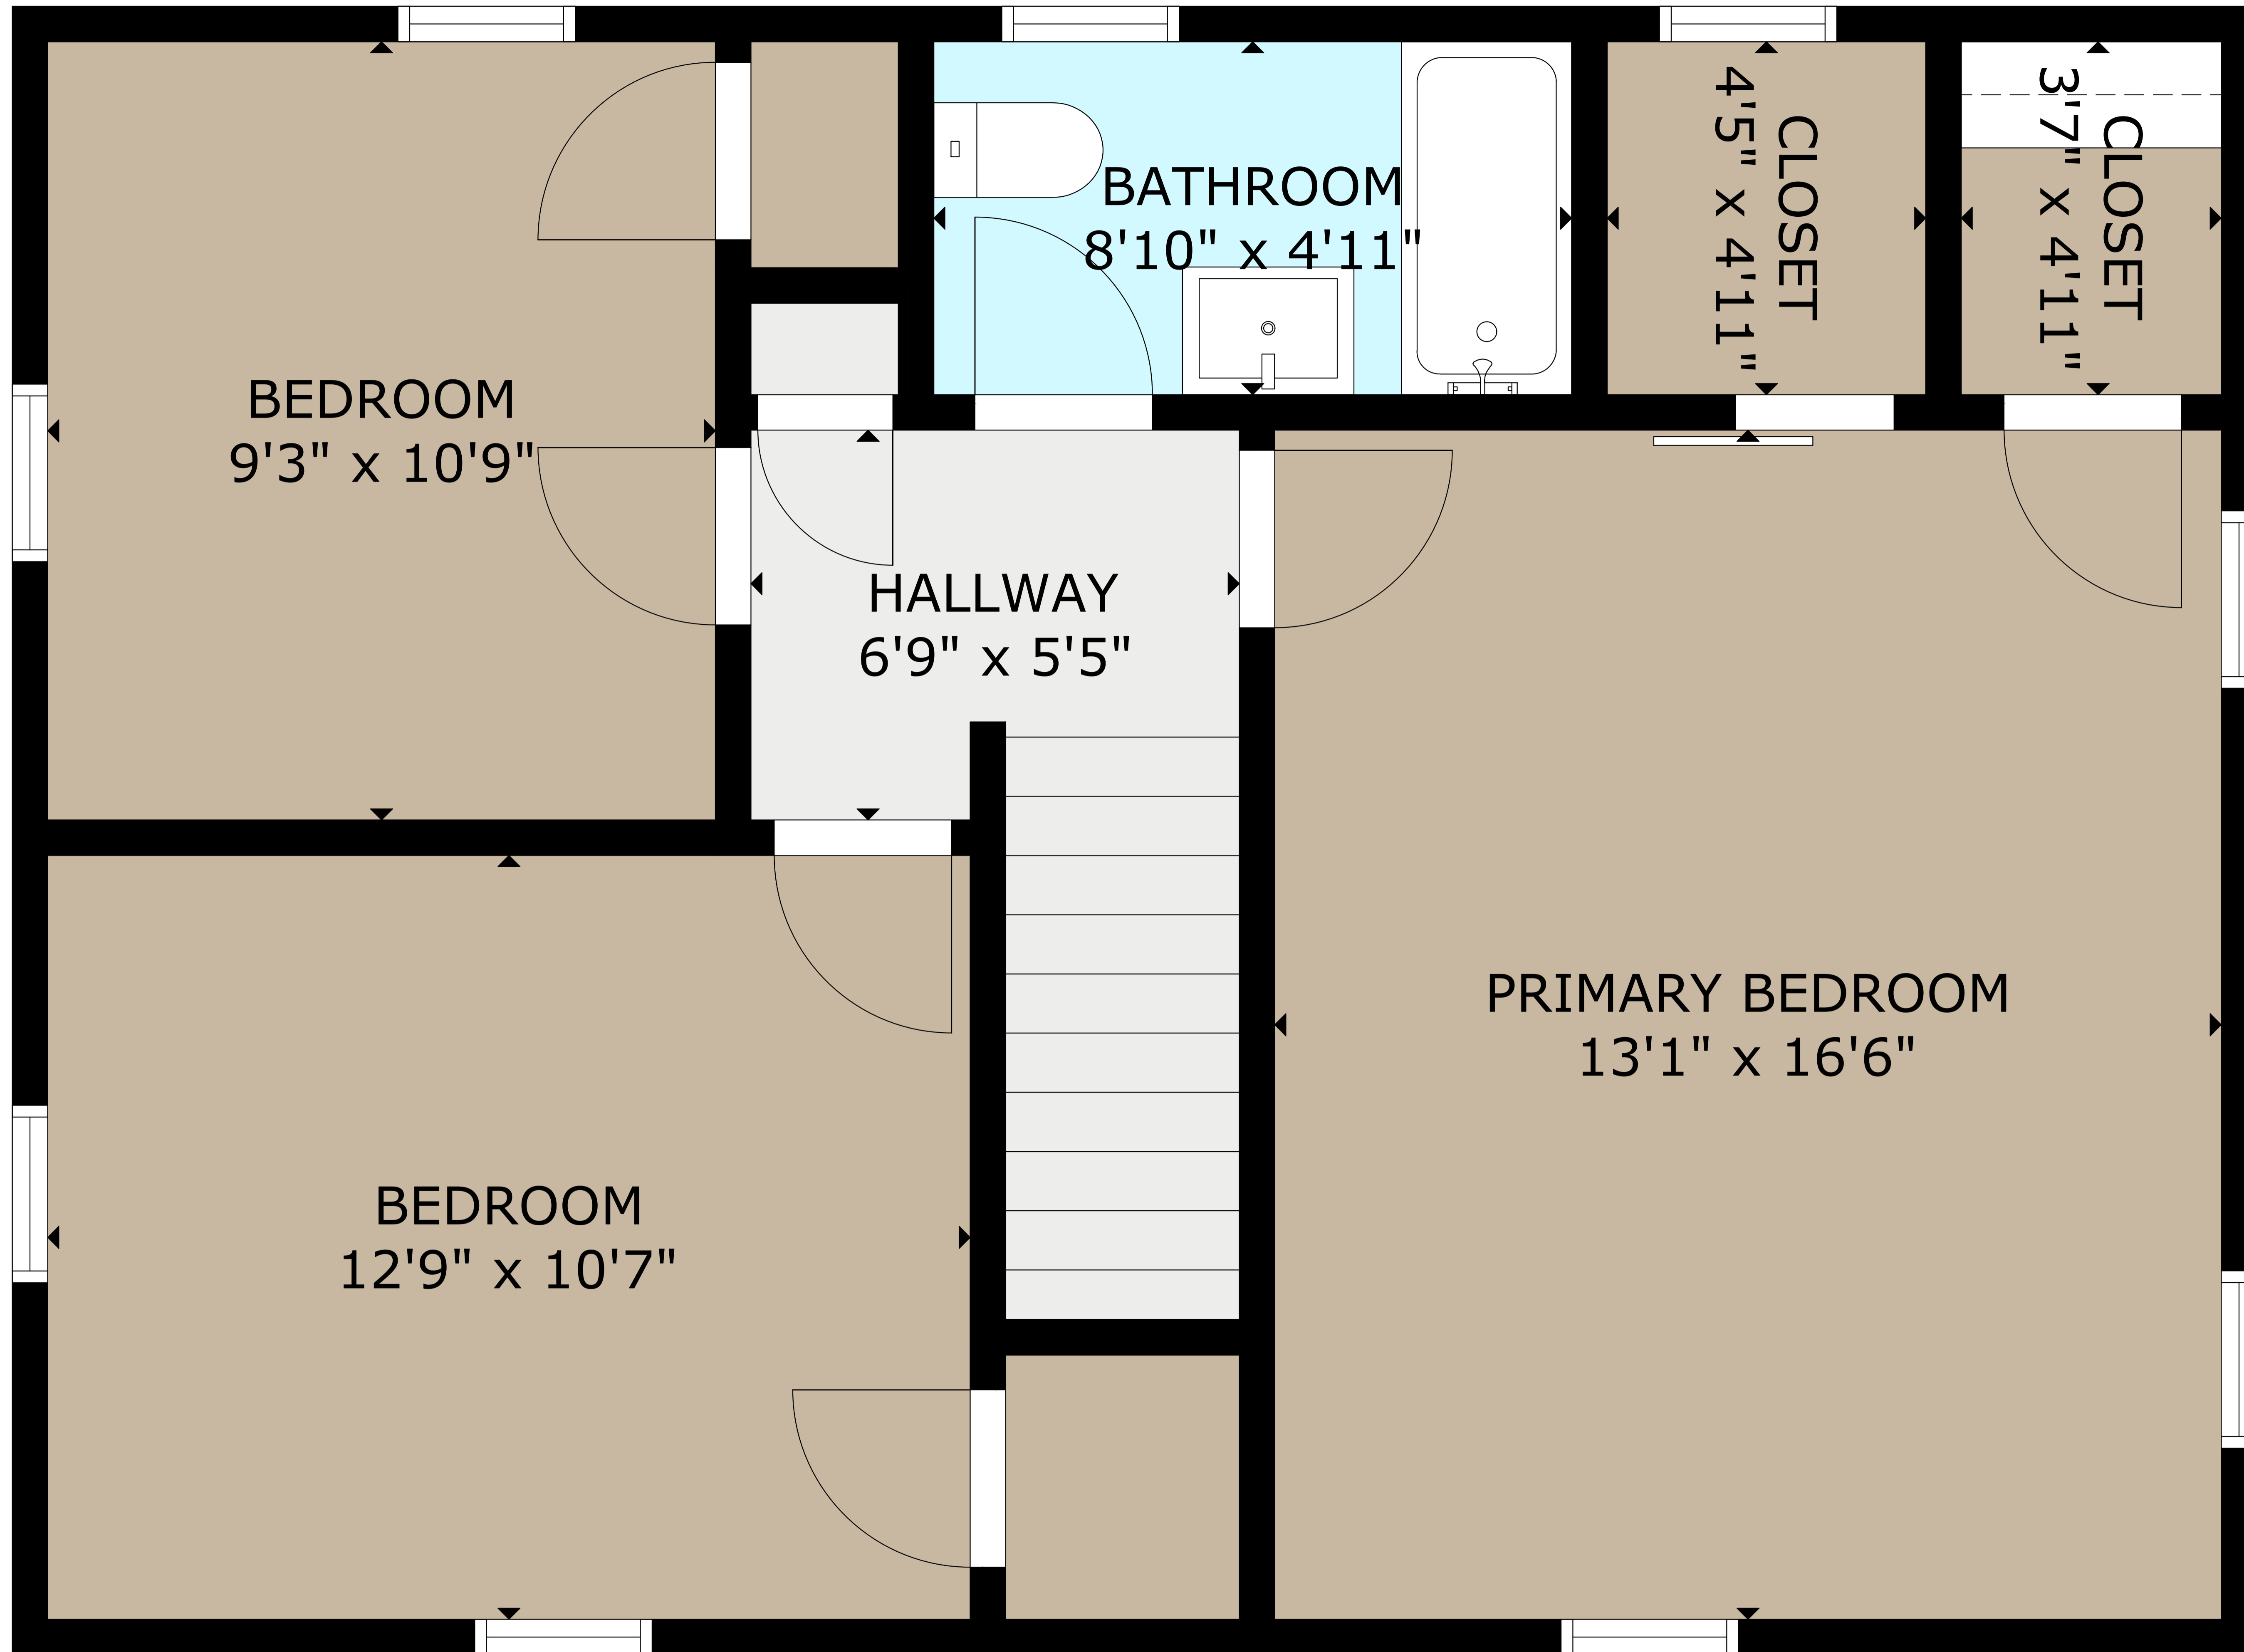 BATHROOM
8'10" x 4'11"
CLOSET
4'5" x 4'11"
CLOSET
3'7" x 4'11"
BEDROOM
9'3" x 10'9"
HALLWAY
6'9" x 5'5"
PRIMARY BEDROOM
13'1" x 16'6"
BEDROOM
12'9" x 10'7"